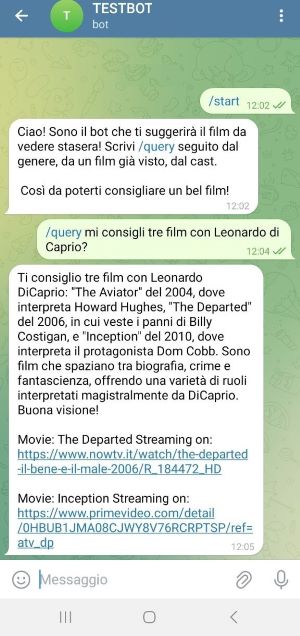 TESTBOT
T
bot
/start 12:02
Ciao! Sono il bot che ti suggerirà il film da
vedere stasera! Scrivi /query seguito dal
genere, da un film già visto, dal cast.
Così da poterti consigliare un bel film!
12:02
/query mi consigli tre film con Leonardo di
Caprio?
12:04
Ti consiglio tre film con Leonardo
DiCaprio: "The Aviator" del 2004, dove
interpreta Howard Hughes, "The Departed"
del 2006, in cui veste i panni di Billy
Costigan, e "Inception" del 2010, dove
interpreta il protagonista Dom Cobb. Sono
film che spaziano tra biografia, crime e
fantascienza, offrendo una varietà di ruoli
interpretati magistralmente da DiCaprio.
Buona visione!
Movie: The Departed Streaming on:
https://www.nowtv.it/watch/the-departed
-il-bene-e-il-male-2006/R_184472_HD
Movie: Inception Streaming on:
https://www.primevideo.com/detail
/0HBUB1JMA08CJWY8V76RCRPTSP/ref=
atv_dp
12:05
Messaggio